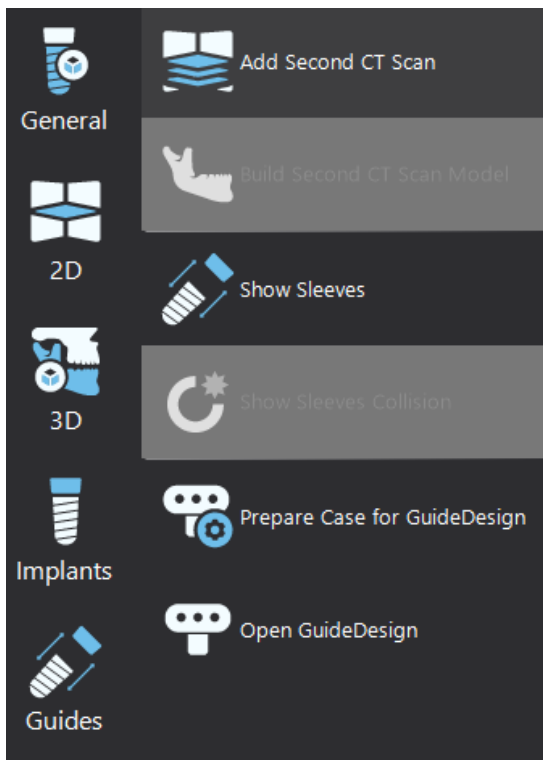 General
2D
3D
Implants
Guides
Add Second CT Scan
Build Second CT Scan Model
Show Sleeves
Show Sleeves Collision
Prepare Case for GuideDesign
Open GuideDesign